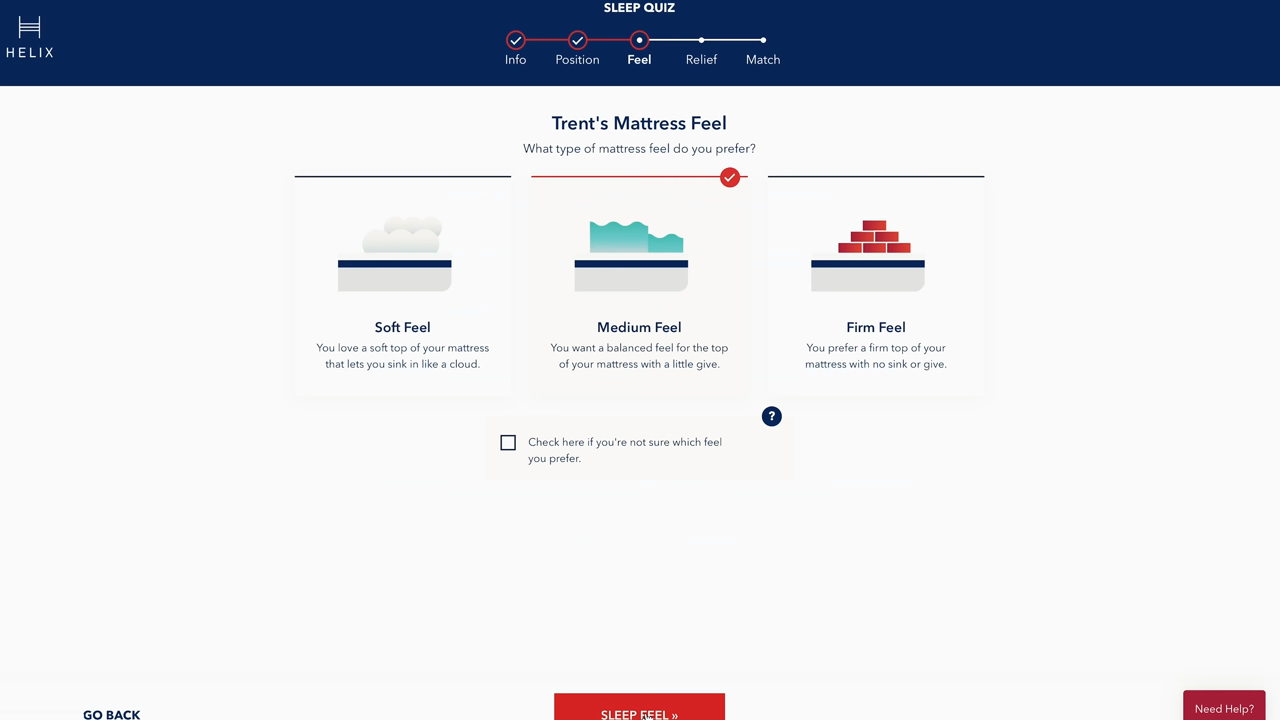 SLEEP QUIZ
HELIX
Info Position Feel Relief Match
Trent's Mattress Feel
What type of mattress feel do you prefer?
Soft Feel
You love a soft top of your mattress
that lets you sink in like a cloud.
Medium Feel
You want a balanced feel for the top
of your mattress with a little give.
Firm Feel
You prefer a firm top of your
mattress with no sink or give.
?
Check here if you're not sure which feel
you prefer.
GO BACK
SLEEP FEEL »
Need Help?